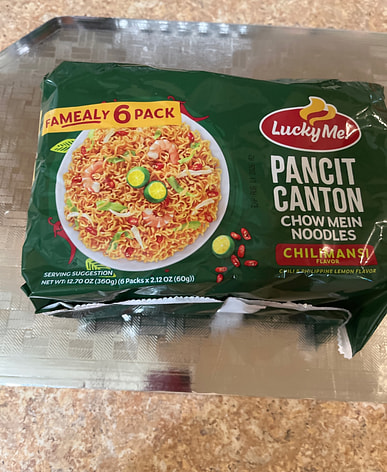 FAMEALY 6 PACK
Lucky Me!
PANCIT
CANTON
CHOW MEIN
NOODLES
CHILIMANSI
FLAVOR
CHILI & PHILIPPINE LEMON FLAVOR
SERVING SUGGESTION
NET WT: 12.70 OZ (360g) (6 Packs x 2.12 OZ (60g))